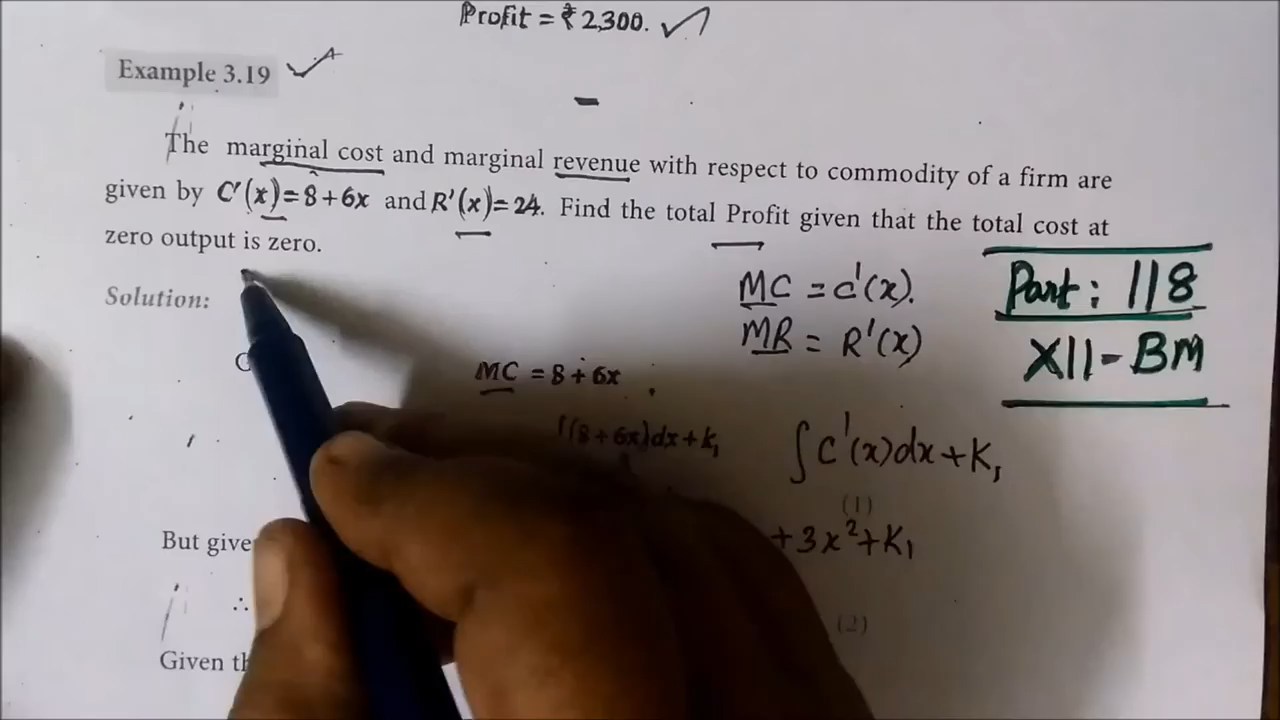 Profit = ₹2,300.
Example 3.19
The marginal cost and marginal revenue with respect to commodity of a firm are
given by C'(x)=8+6x and R'(x)=24. Find the total Profit given that the total cost at
zero output is zero.
MC = C'(x).
MR = R'(x)
Part: 118
XII-BM
Solution:
MC = 8+6x
∫(8+6x)dx+k₁
∫C'(x)dx+K₁
(1)
+3x²+K₁
But give
∴
(2)
Given th